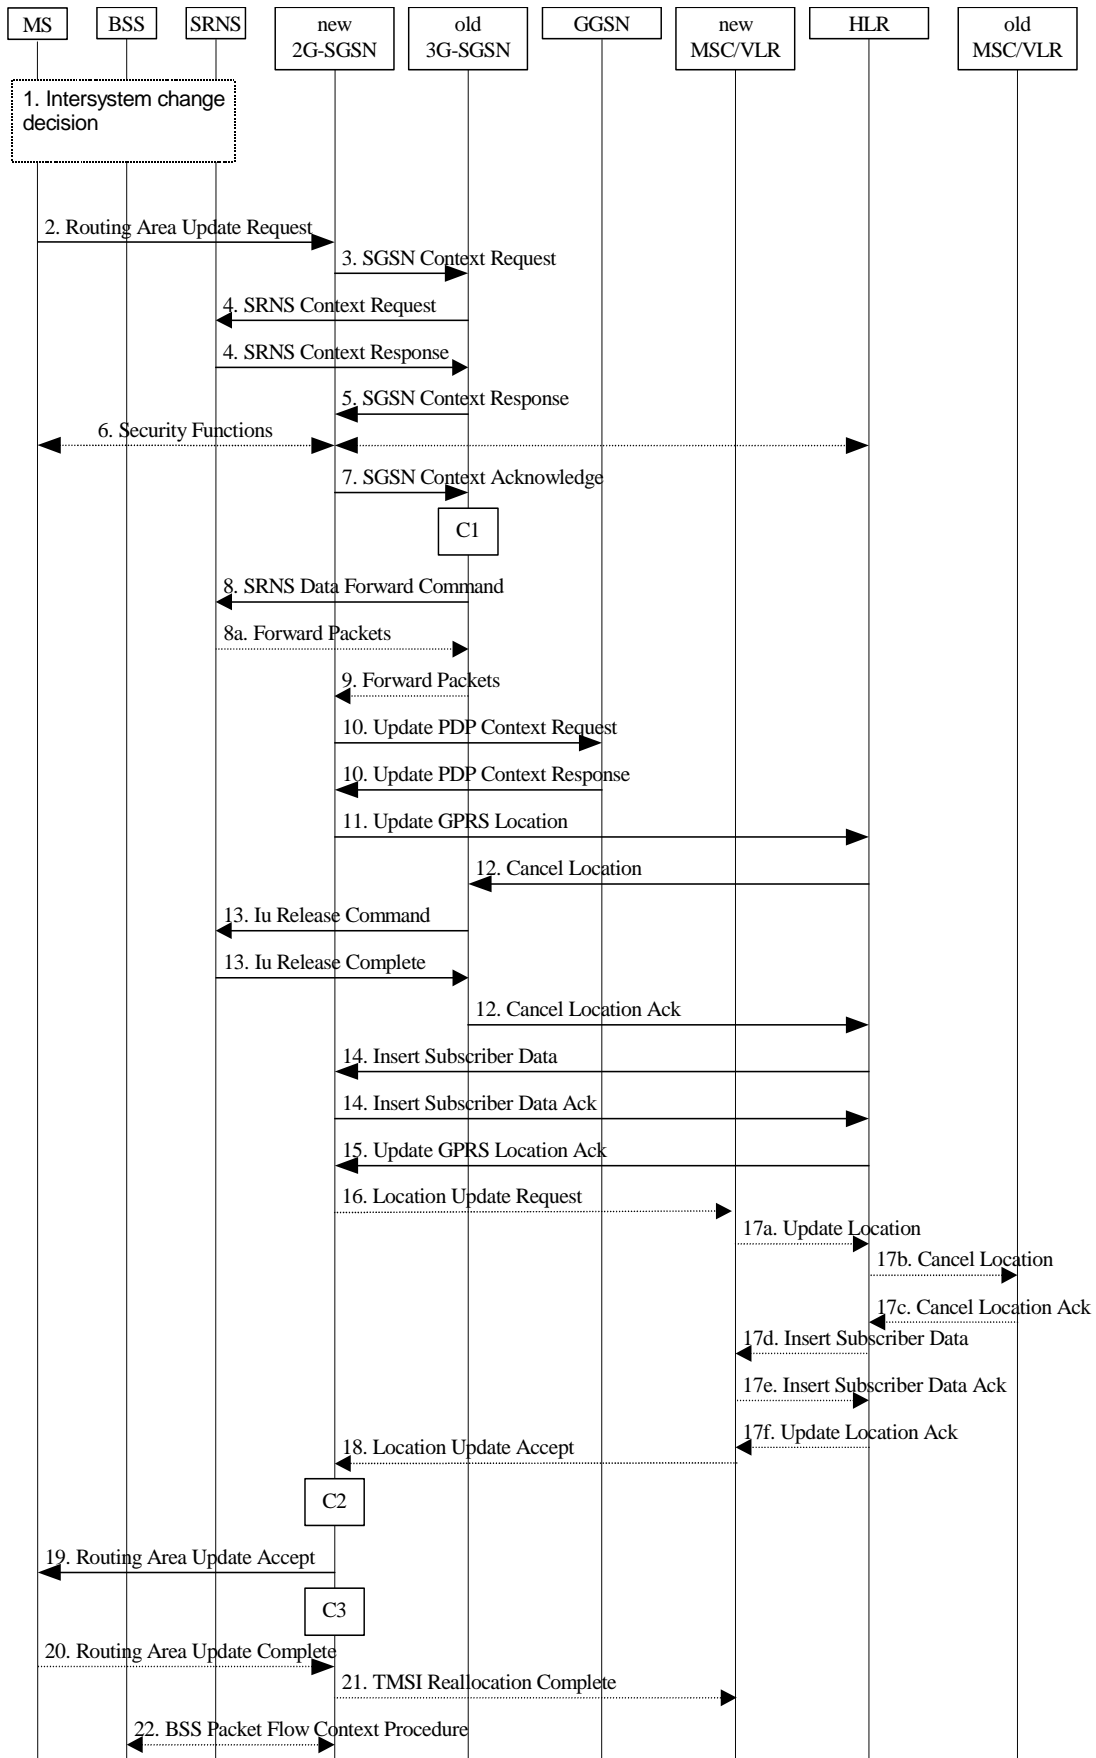 MS
BSS
SRNS
new
2G-SGSN
old
3G-SGSN
GGSN
new
MSC/VLR
HLR
old
MSC/VLR
1. Intersystem change
decision
2. Routing Area Update Request
3. SGSN Context Request
4. SRNS Context Request
4. SRNS Context Response
5. SGSN Context Response
6. Security Functions
7. SGSN Context Acknowledge
C1
8. SRNS Data Forward Command
8a. Forward Packets
9. Forward Packets
10. Update PDP Context Request
10. Update PDP Context Response
11. Update GPRS Location
12. Cancel Location
13. Iu Release Command
13. Iu Release Complete
12. Cancel Location Ack
14. Insert Subscriber Data
14. Insert Subscriber Data Ack
15. Update GPRS Location Ack
16. Location Update Request
17a. Update Location
17b. Cancel Location
17c. Cancel Location Ack
17d. Insert Subscriber Data
17e. Insert Subscriber Data Ack
17f. Update Location Ack
18. Location Update Accept
C2
19. Routing Area Update Accept
C3
20. Routing Area Update Complete
21. TMSI Reallocation Complete
22. BSS Packet Flow Context Procedure